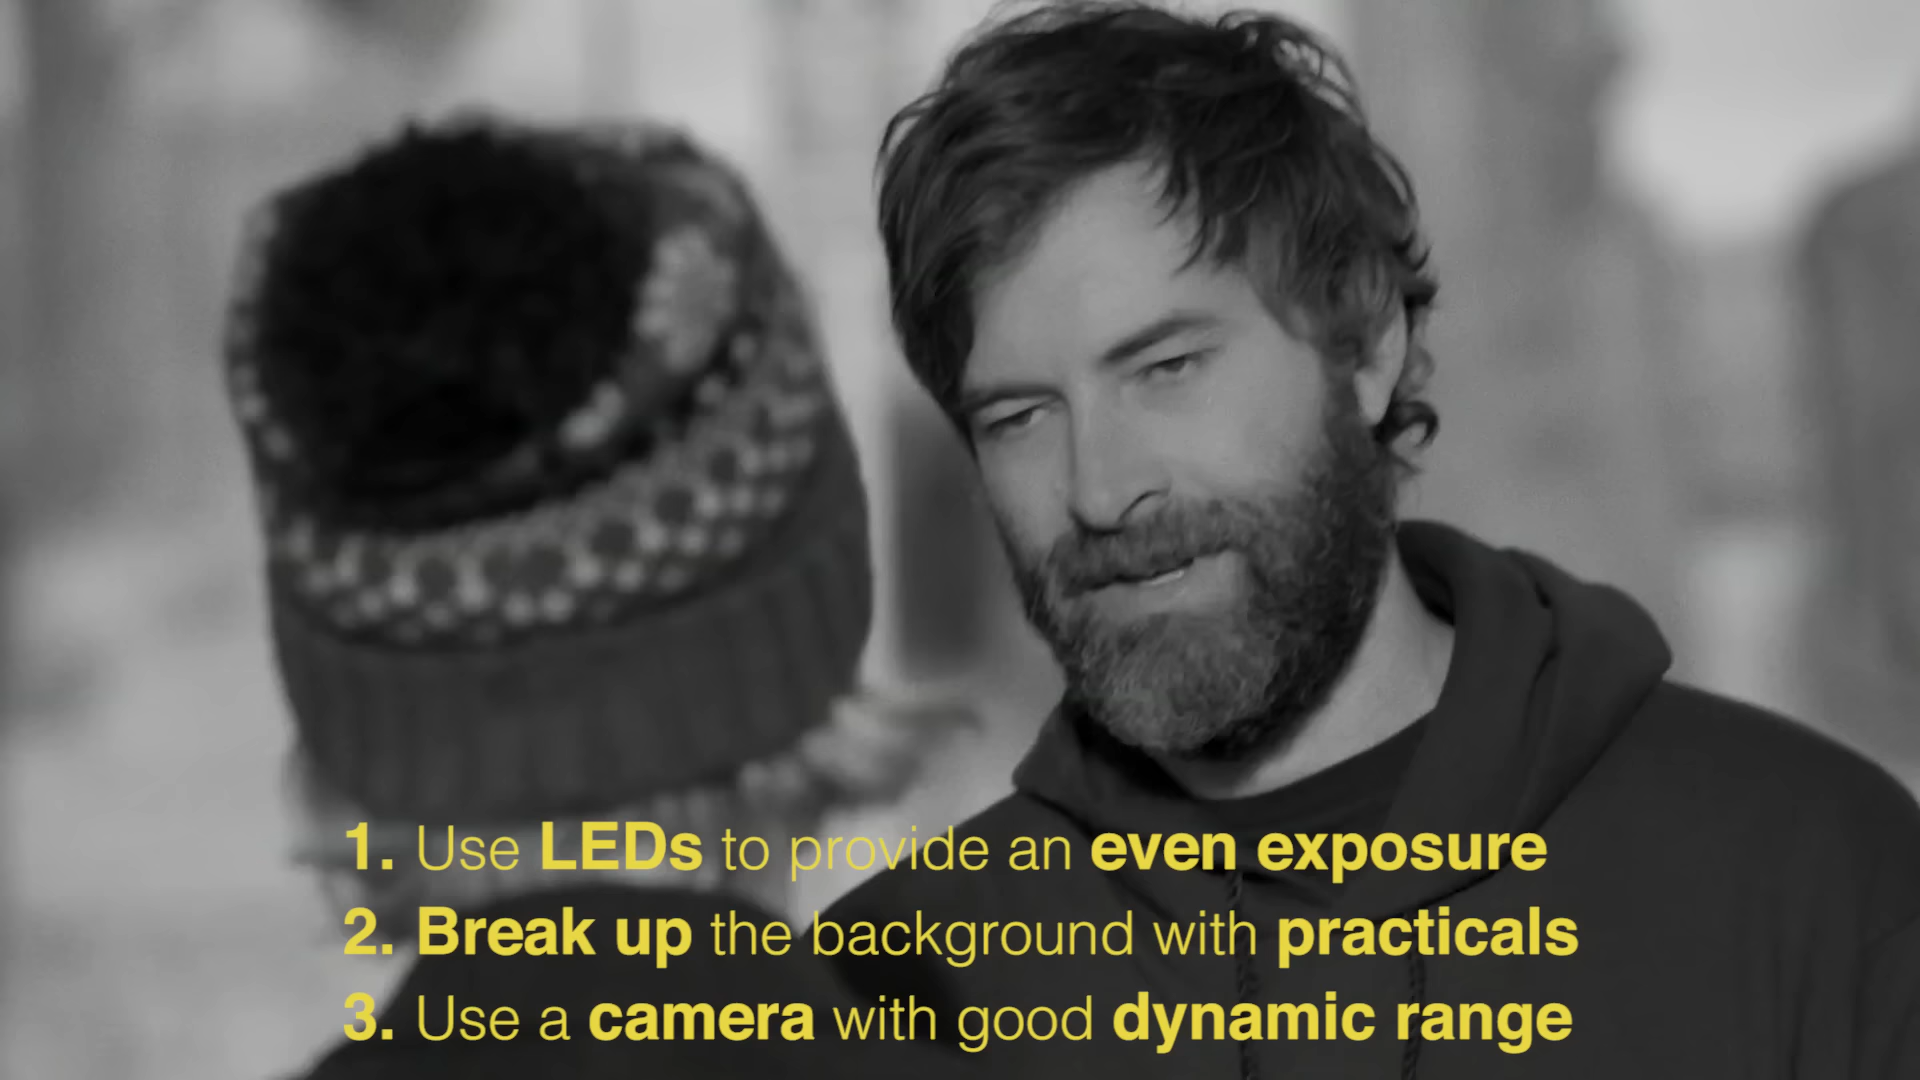 1. Use LEDs to provide an even exposure
2. Break up the background with practicals
3. Use a camera with good dynamic range